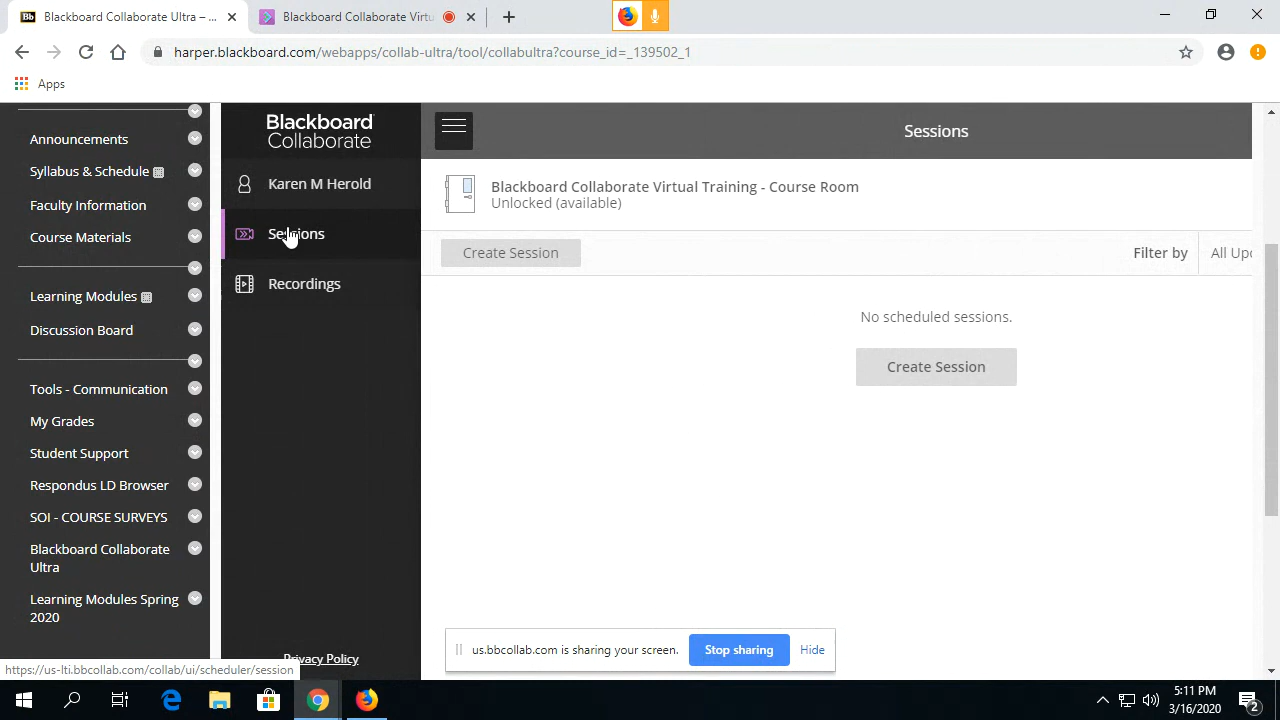 Blackboard Collaborate Ultra – ...
Blackboard Collaborate Virtu
harper.blackboard.com/webapps/collab-ultra/tool/collabultra?course_id=_139502_1
Apps
Announcements
Syllabus & Schedule
Faculty Information
Course Materials
Learning Modules
Discussion Board
Tools - Communication
My Grades
Student Support
Respondus LD Browser
SOI - COURSE SURVEYS
Blackboard Collaborate
Ultra
Learning Modules Spring
2020
Blackboard
Collaborate
Karen M Herold
Sessions
Recordings
Privacy Policy
Sessions
Blackboard Collaborate Virtual Training - Course Room
Unlocked (available)
Create Session
Filter by
All Upc
No scheduled sessions.
Create Session
us.bbcollab.com is sharing your screen.
Stop sharing
Hide
https://us-lti.bbcollab.com/collab/ui/scheduler/session
5:11 PM
3/16/2020
2